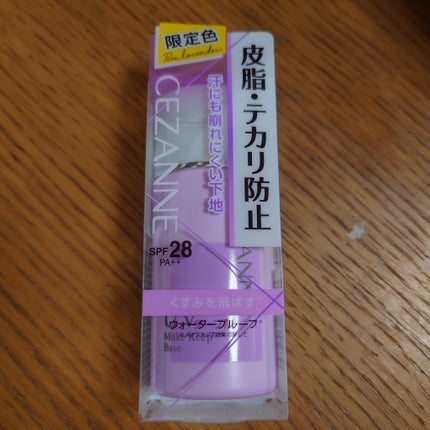 限定色
Pure lavender
皮脂・テカリ防止
汗にも崩れにくい下地
CEZANNE
SPF28
PA++
くすみを飛ばす
ウォータープルーフ
Make Keep
Base